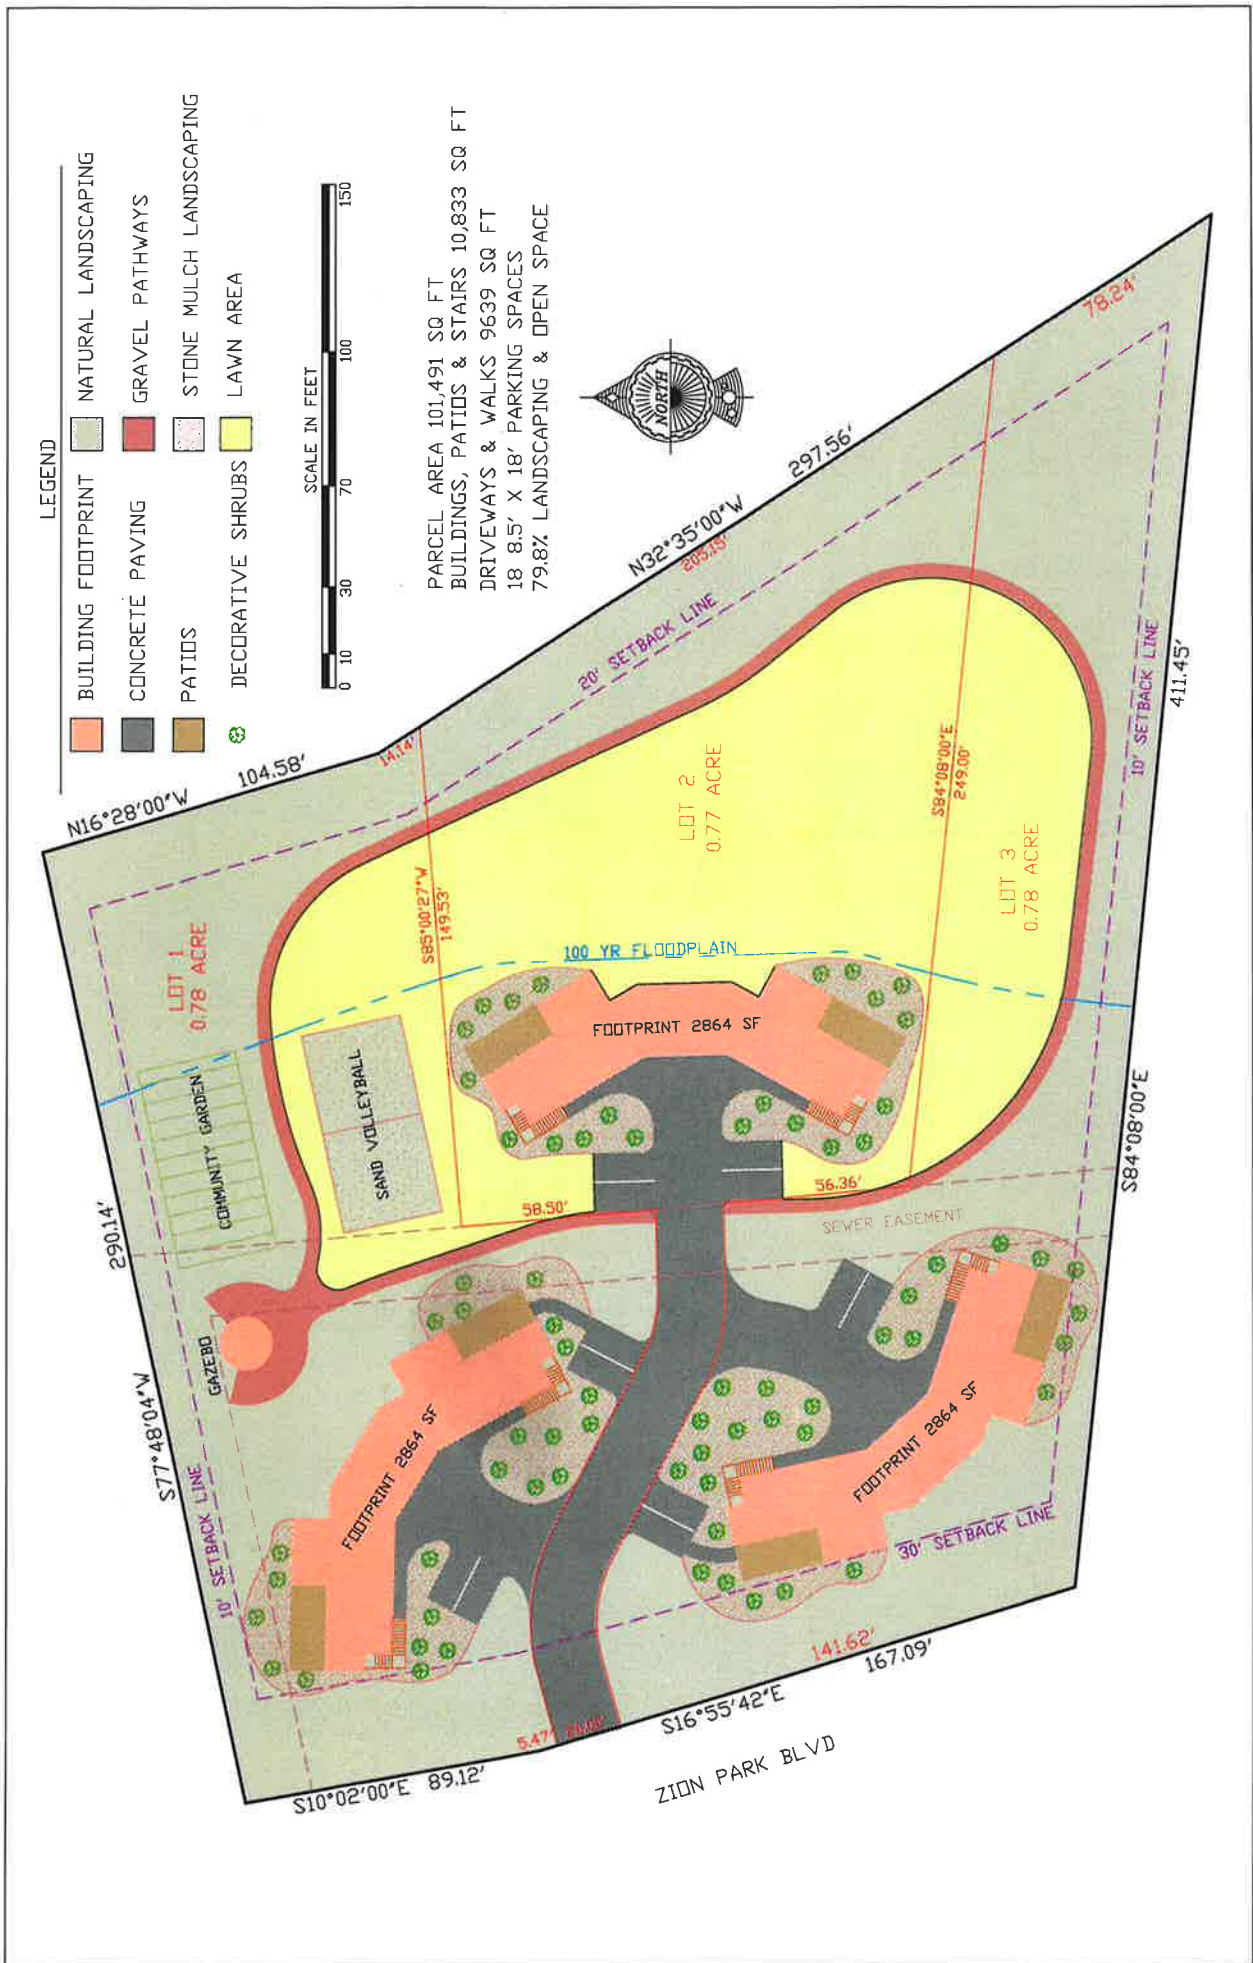 LEGEND
BUILDING FOOTPRINT
NATURAL LANDSCAPING
CONCRETE PAVING
GRAVEL PATHWAYS
PATIOS
STONE MULCH LANDSCAPING
DECORATIVE SHRUBS
LAWN AREA
SCALE IN FEET
0 10 30 70 100 150
PARCEL AREA 101,491 SQ FT
BUILDINGS, PATIOS & STAIRS 10,833 SQ FT
DRIVEWAYS & WALKS 9639 SQ FT
18 8.5' X 18' PARKING SPACES
79.8% LANDSCAPING & OPEN SPACE
NORTH
N16°28'00"W 104.58'
14.14'
N32°35'00"W 297.56'
205.18'
78.24'
20' SETBACK LINE
LOT 1
0.78 ACRE
S85°00'27"W
149.53'
LOT 2
0.77 ACRE
S84°08'00"E
249.00'
LOT 3
0.78 ACRE
10' SETBACK LINE
411.45'
S84°08'00"E
100 YR FLOODPLAIN
COMMUNITY GARDEN
SAND VOLLEYBALL
FOOTPRINT 2864 SF
58.50'
56.36'
SEWER EASEMENT
290.14'
S77°48'04"W
GAZEBO
10' SETBACK LINE
FOOTPRINT 2864 SF
FOOTPRINT 2864 SF
30' SETBACK LINE
5.47'
141.62'
167.09'
S16°55'42"E
S10°02'00"E 89.12'
ZION PARK BLVD